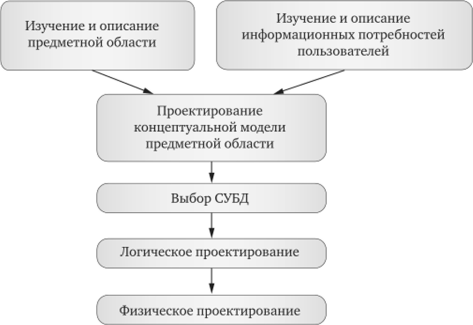 Изучение и описание
предметной области
Изучение и описание
информационных потребностей
пользователей
Проектирование
концептуальной модели
предметной области
Выбор СУБД
Логическое проектирование
Физическое проектирование